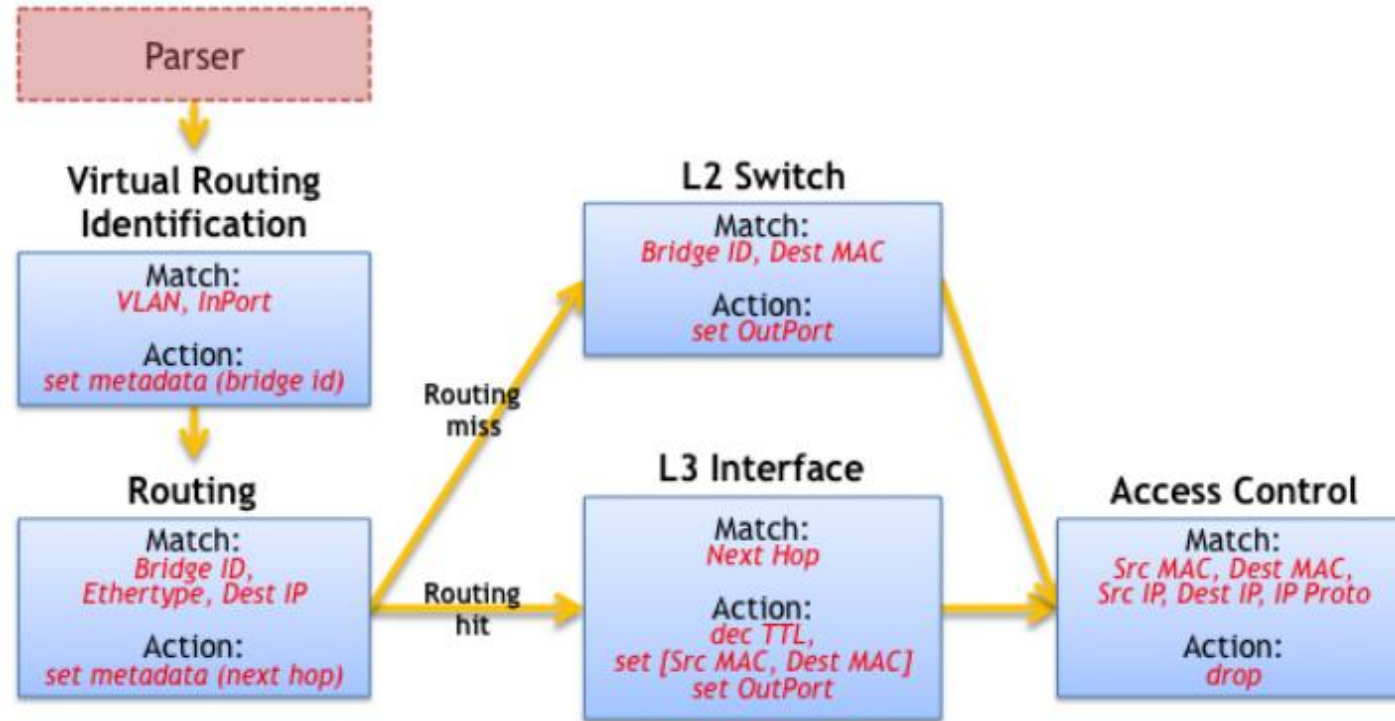 Parser
Virtual Routing
Identification
Match:
VLAN, InPort
Action:
set metadata (bridge id)
Routing
Match:
Bridge ID,
Ethertype, Dest IP
Action:
set metadata (next hop)
Routing
miss
Routing
hit
L2 Switch
Match:
Bridge ID, Dest MAC
Action:
set OutPort
L3 Interface
Match:
Next Hop
Action:
dec TTL,
set [Src MAC, Dest MAC]
set OutPort
Access Control
Match:
Src MAC, Dest MAC,
Src IP, Dest IP, IP Proto
Action:
drop